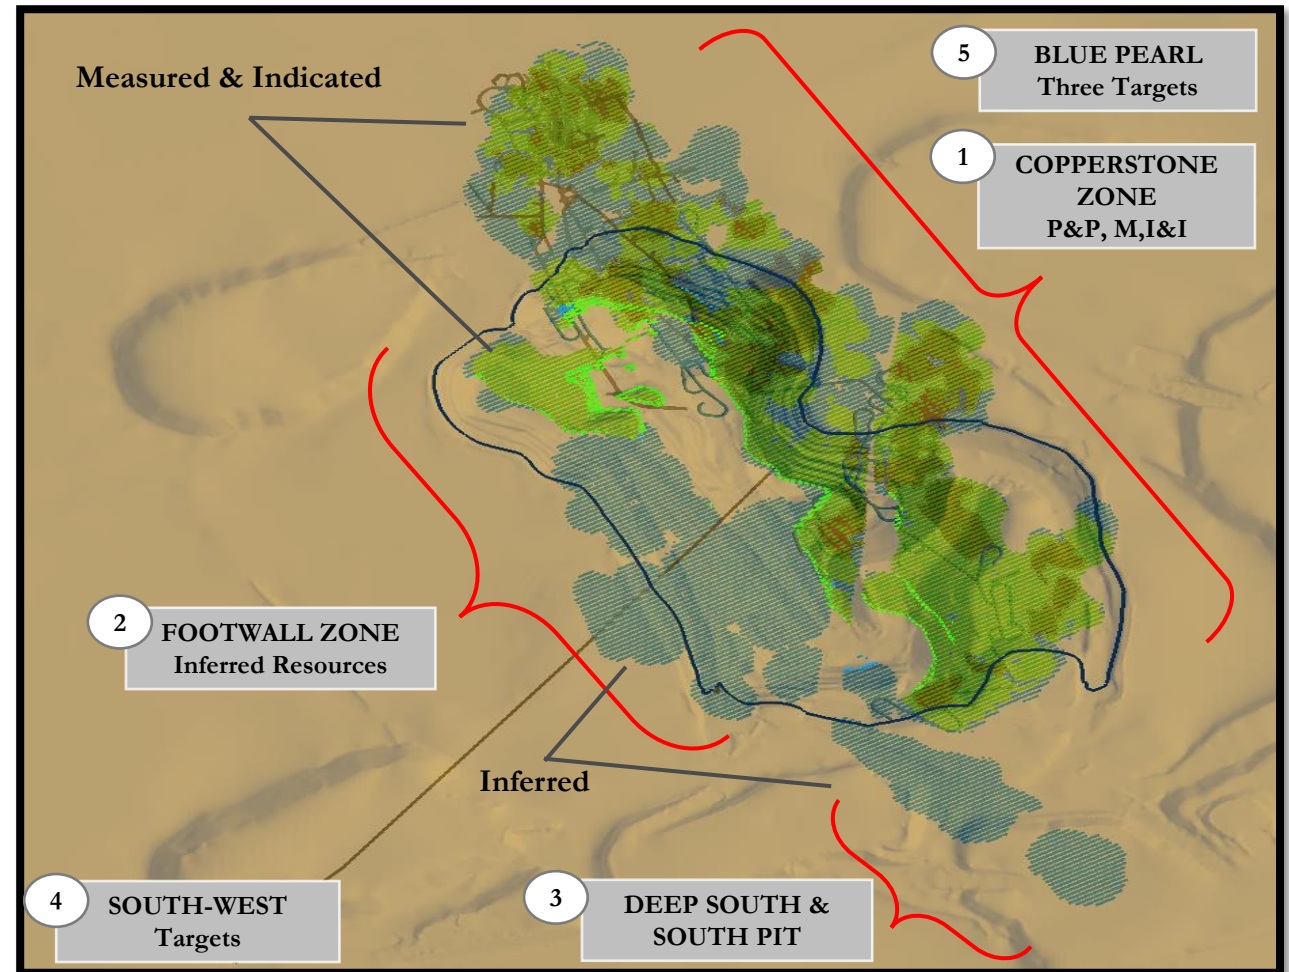 Measured & Indicated
5
BLUE PEARL
Three Targets
1
COPPERSTONE
ZONE
P&P, M,I&I
2
FOOTWALL ZONE
Inferred Resources
Inferred
4
SOUTH-WEST
Targets
3
DEEP SOUTH &
SOUTH PIT